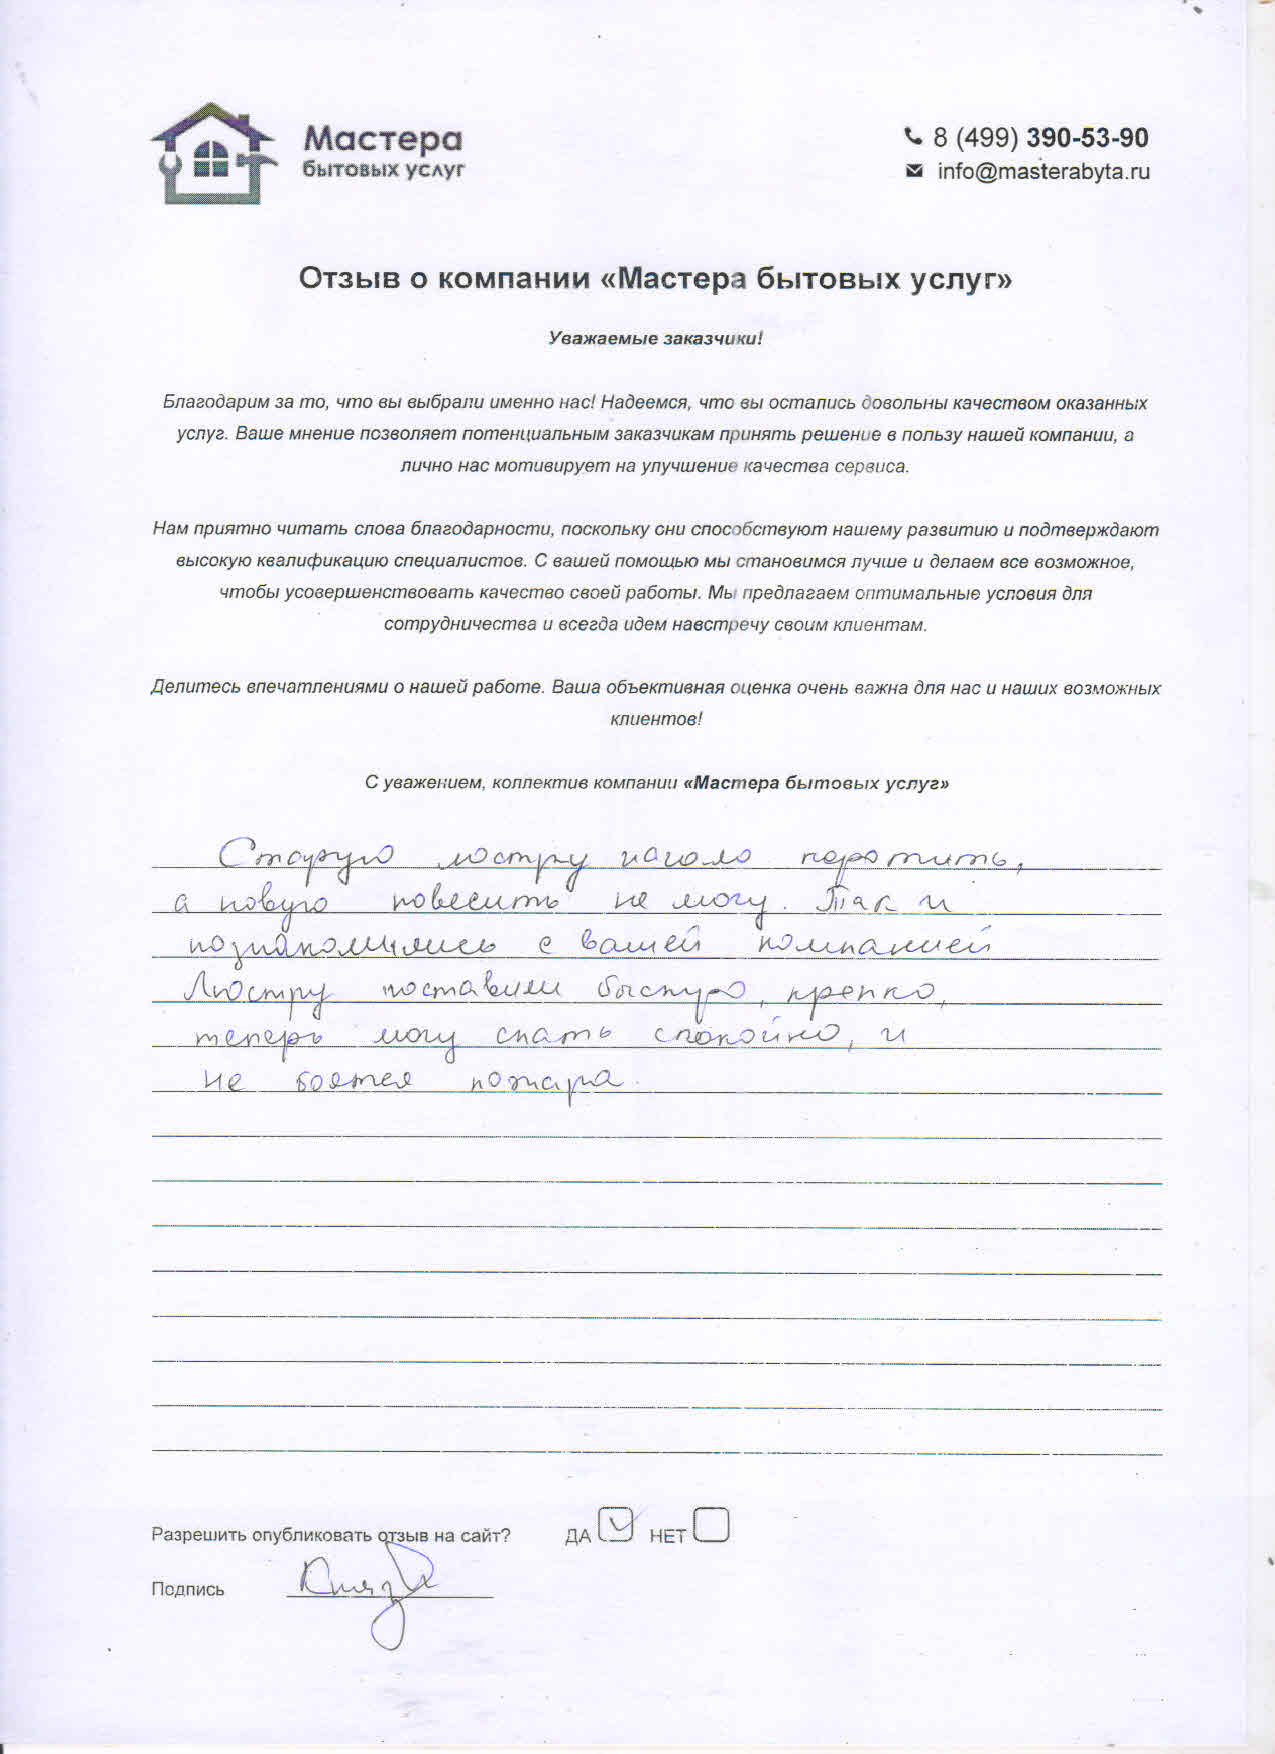 Мастера
бытовых услуг
8 (499) 390-53-90
info@masterabyta.ru
Отзыв о компании «Мастера бытовых услуг»
Уважаемые заказчики!
Благодарим за то, что вы выбрали именно нас! Надеемся, что вы остались довольны качеством оказанных
услуг. Ваше мнение позволяет потенциальным заказчикам принять решение в пользу нашей компании, а
лично нас мотивирует на улучшение качества сервиса.
Нам приятно читать слова благодарности, поскольку они способствуют нашему развитию и подтверждают
высокую квалификацию специалистов. С вашей помощью мы становимся лучше и делаем все возможное,
чтобы усовершенствовать качество своей работы. Мы предлагаем оптимальные условия для
сотрудничества и всегда идем навстречу своим клиентам.
Делитесь впечатлениями о нашей работе. Ваша объективная оценка очень важна для нас и наших возможных
клиентов!
С уважением, коллектив компании «Мастера бытовых услуг»
Старую люстру начало коротить,
а новую повесить не могу. Так и
познакомились с вашей компанией
Люстру поставили быстро, крепко,
теперь могу спать спокойно, и
не боятся пожара.
Разрешить опубликовать отзыв на сайт? ДА НЕТ
Подпись